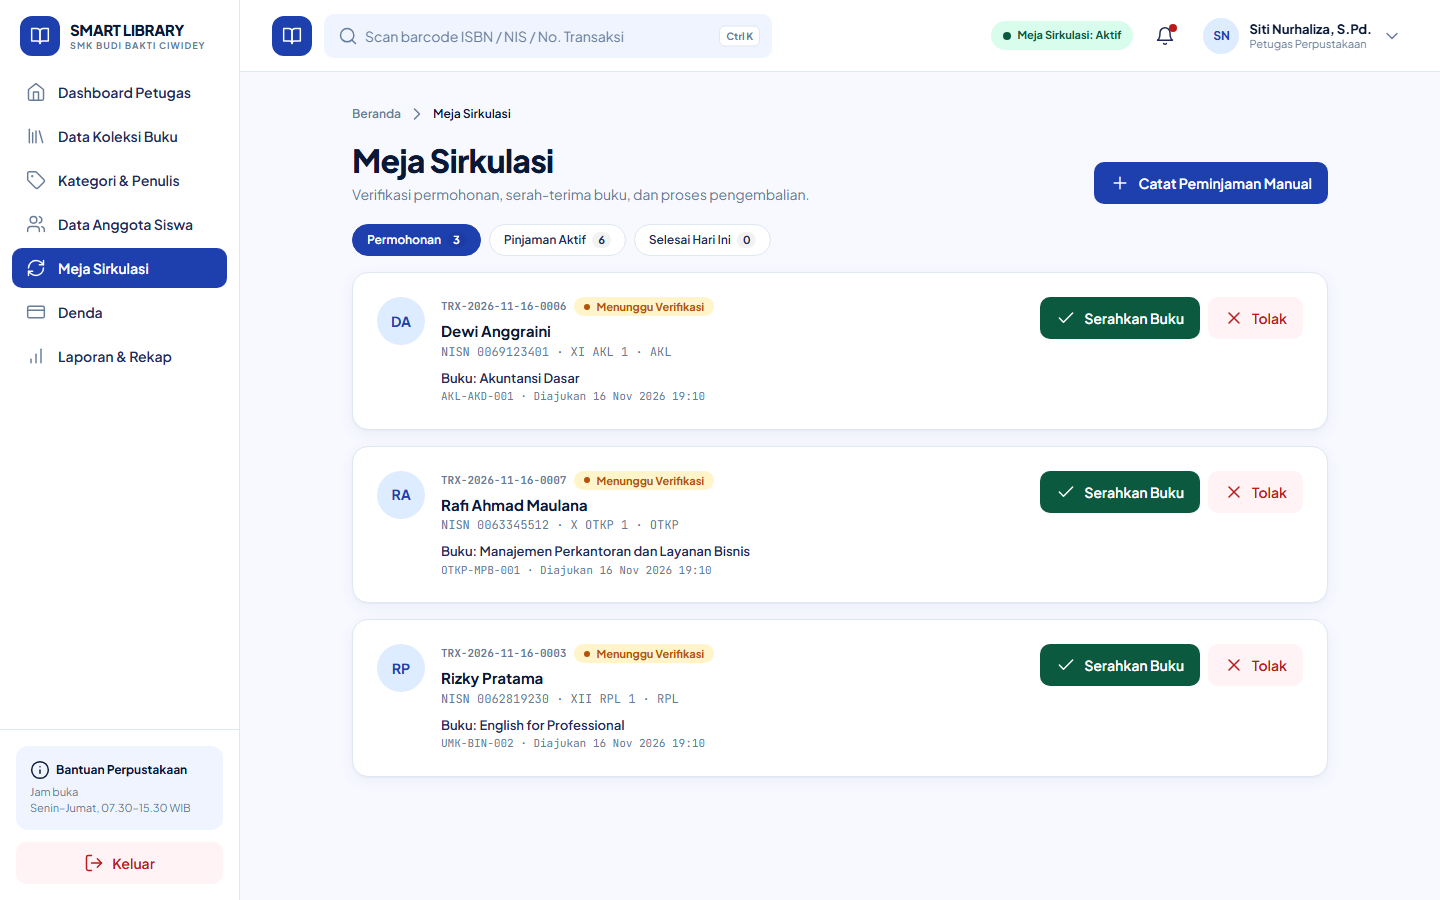 SMART LIBRARY
SMK BUDI BAKTI CIWIDEY
Dashboard Petugas
Data Koleksi Buku
Kategori & Penulis
Data Anggota Siswa
Meja Sirkulasi
Denda
Laporan & Rekap
Bantuan Perpustakaan
Jam buka
Senin–Jumat, 07.30–15.30 WIB
Keluar
Scan barcode ISBN / NIS / No. Transaksi
Ctrl K
Meja Sirkulasi: Aktif
SN
Siti Nurhaliza, S.Pd.
Petugas Perpustakaan
Beranda
Meja Sirkulasi
Meja Sirkulasi
Verifikasi permohonan, serah-terima buku, dan proses pengembalian.
Catat Peminjaman Manual
Permohonan 3
Pinjaman Aktif 6
Selesai Hari Ini 0
DA
TRX-2026-11-16-0006 Menunggu Verifikasi
Dewi Anggraini
NISN 0069123401 · XI AKL 1 · AKL
Buku: Akuntansi Dasar
AKL-AKD-001 · Diajukan 16 Nov 2026 19:10
Serahkan Buku
Tolak
RA
TRX-2026-11-16-0007 Menunggu Verifikasi
Rafi Ahmad Maulana
NISN 0063345512 · X OTKP 1 · OTKP
Buku: Manajemen Perkantoran dan Layanan Bisnis
OTKP-MPB-001 · Diajukan 16 Nov 2026 19:10
Serahkan Buku
Tolak
RP
TRX-2026-11-16-0003 Menunggu Verifikasi
Rizky Pratama
NISN 0062819230 · XII RPL 1 · RPL
Buku: English for Professional
UMK-BIN-002 · Diajukan 16 Nov 2026 19:10
Serahkan Buku
Tolak